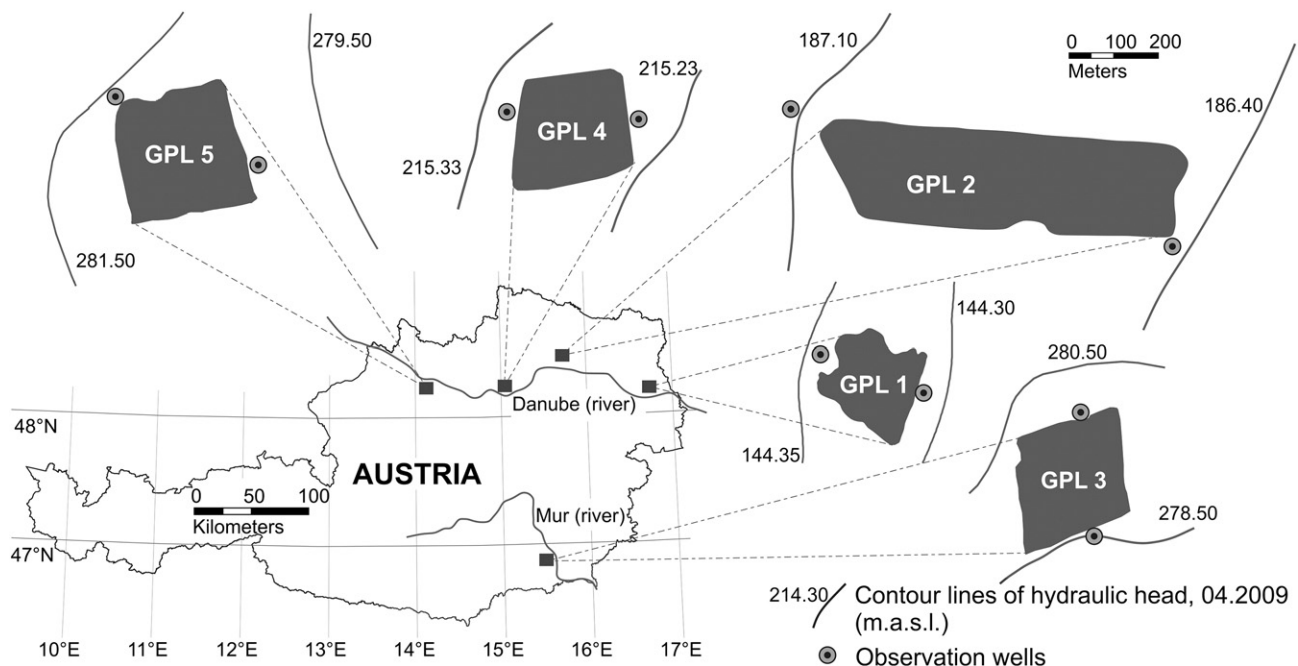 279.50
187.10
0 100 200
Meters
215.23
186.40
GPL 5
GPL 4
215.33
GPL 2
281.50
144.30
280.50
GPL 1
Danube (river)
48°N
144.35
AUSTRIA
GPL 3
0 50 100
Kilometers
Mur (river)
278.50
47°N
214.30
Contour lines of hydraulic head, 04.2009
(m.a.s.l.)
10°E 11°E 12°E 13°E 14°E 15°E 16°E 17°E
Observation wells